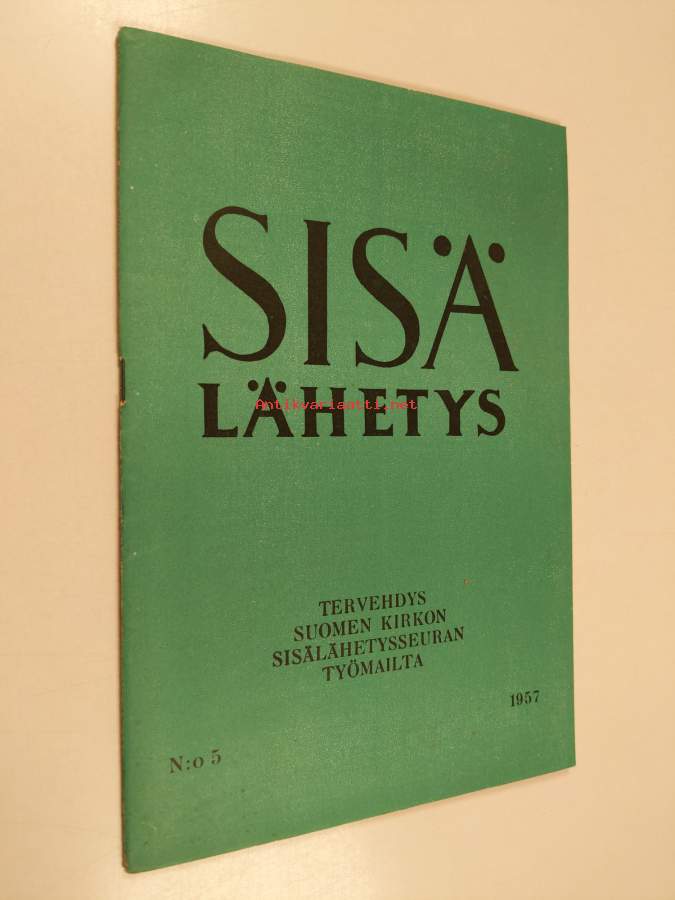 SISÄ
LÄHETYS
Antikvariaatti.net
TERVEHDYS
SUOMEN KIRKON
SISÄLÄHETYSSEURAN
TYÖMAILTA
N:o 5
1957